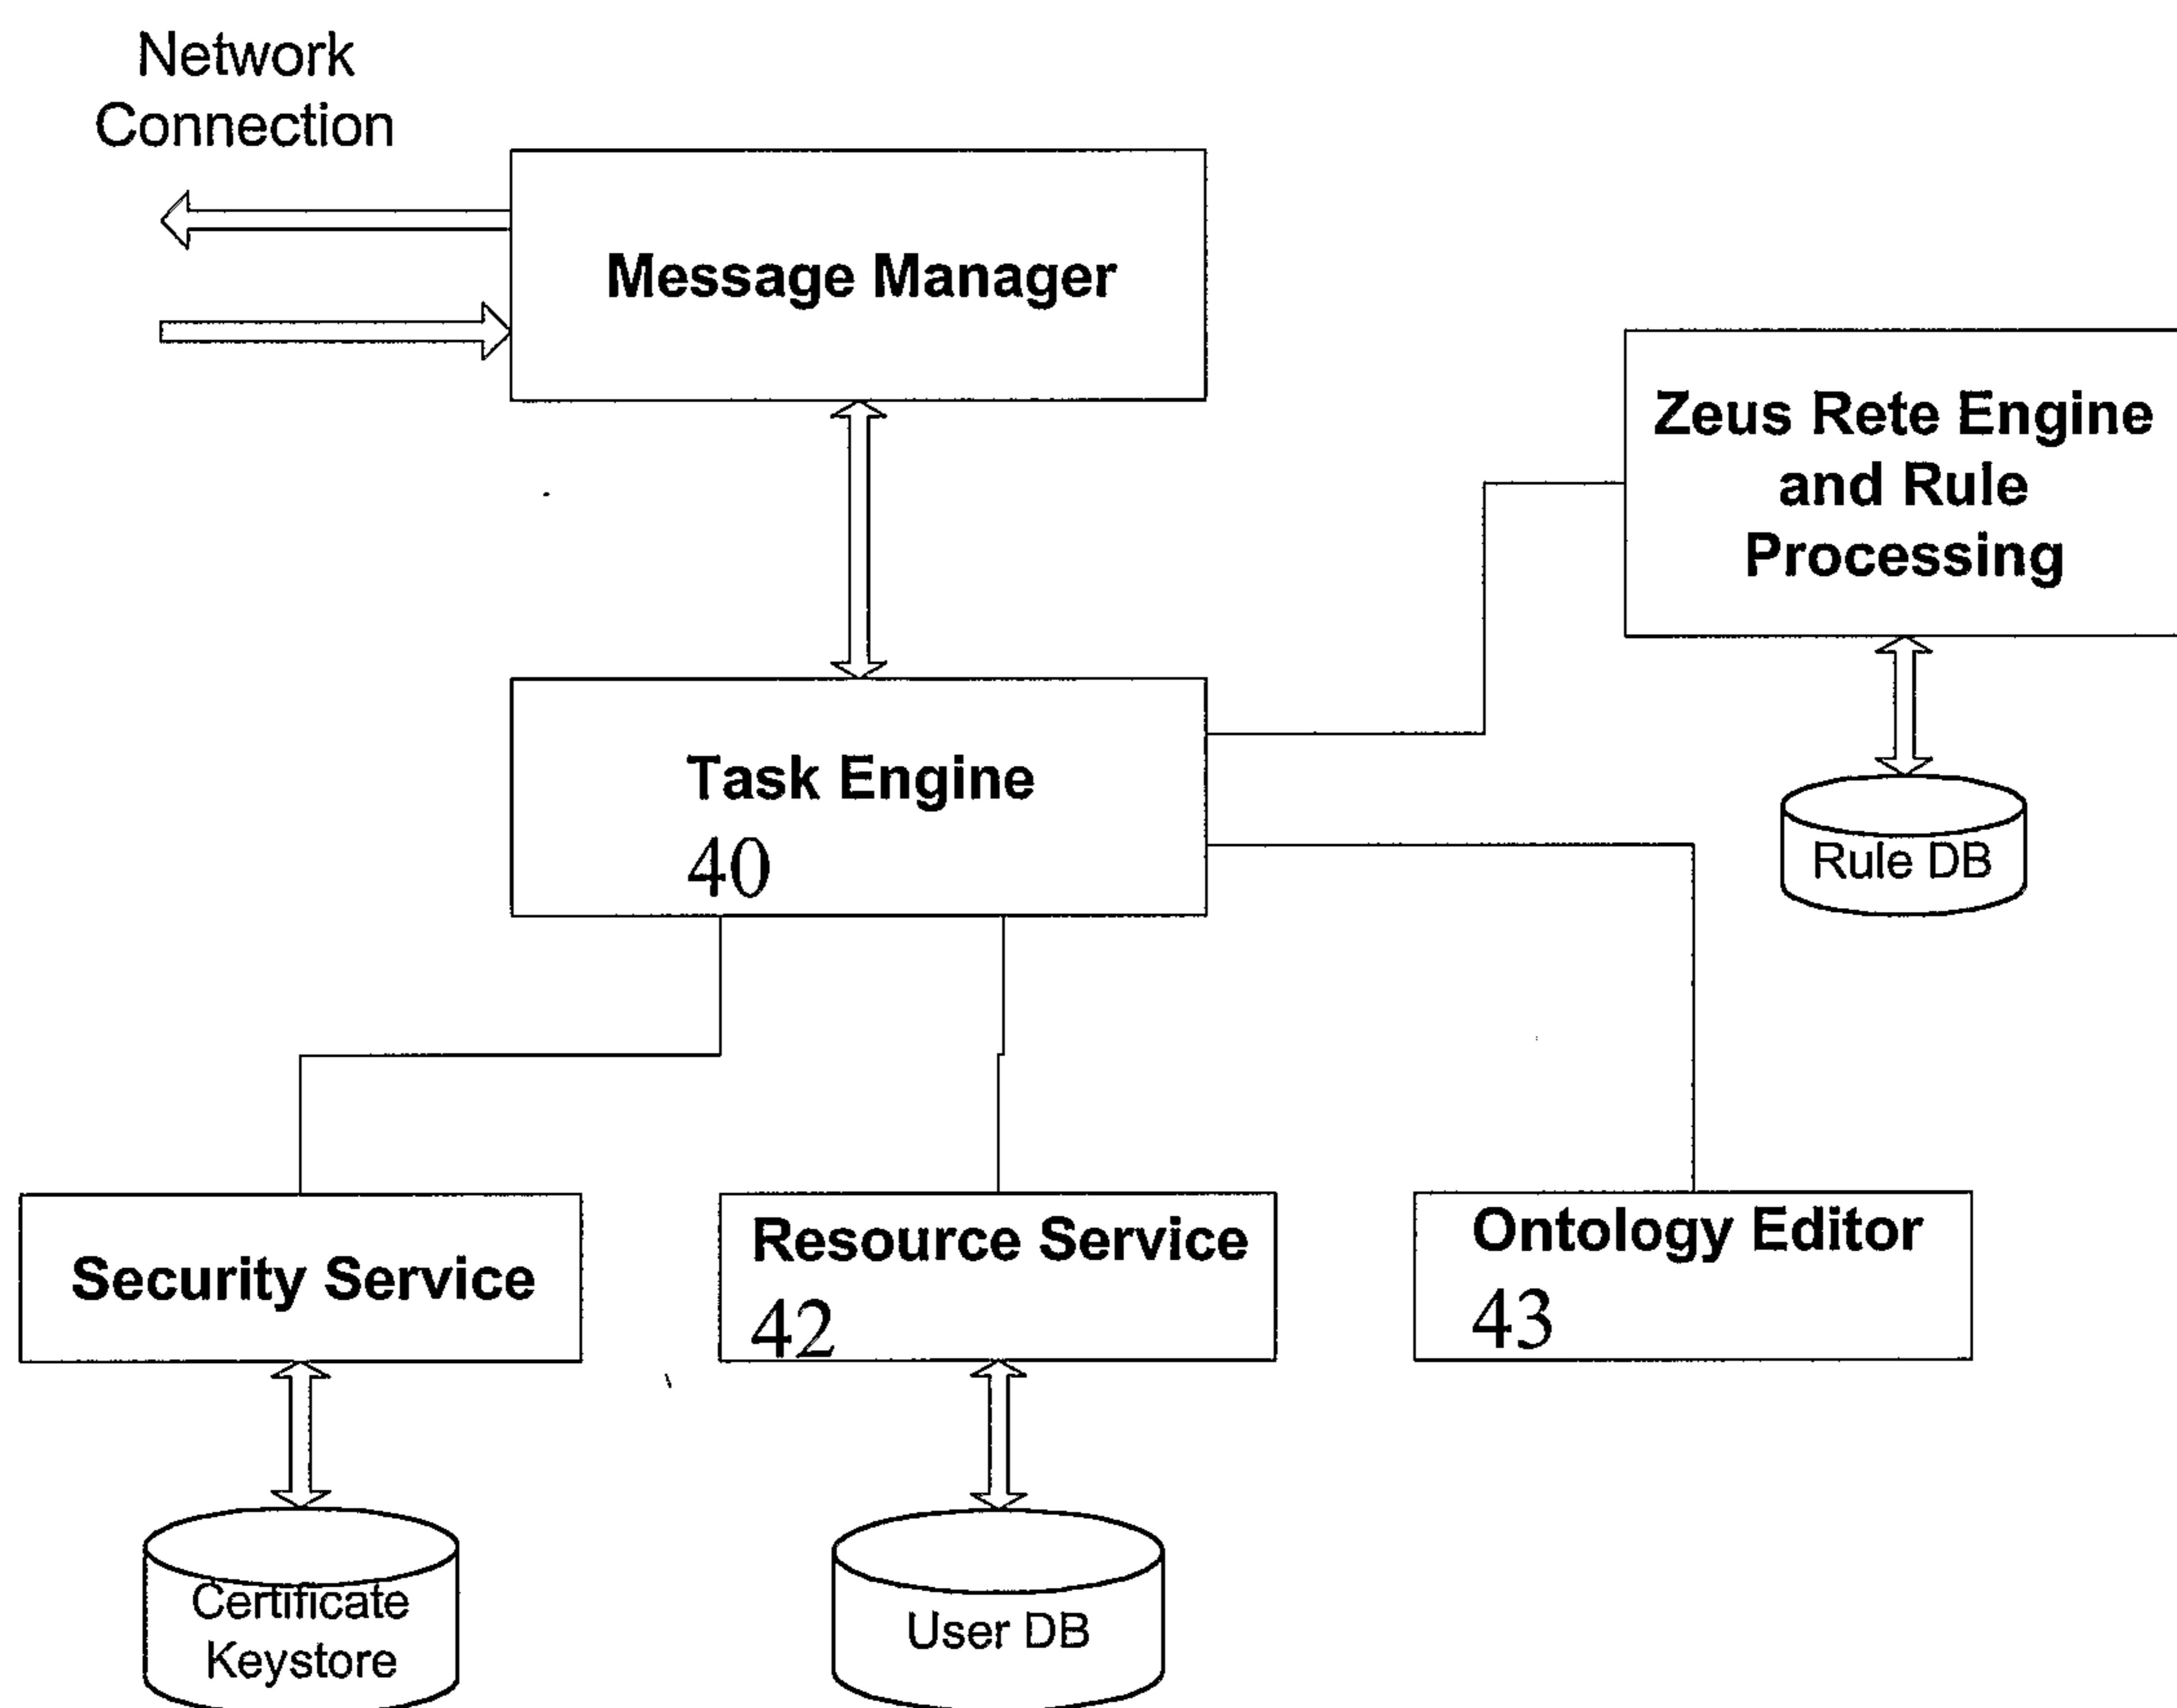 Network
Connection
Message Manager
Zeus Rete Engine
and Rule
Processing
Task Engine
40
Rule DB
Security Service
Resource Service
42
Ontology Editor
43
Certificate
Keystore
User DB